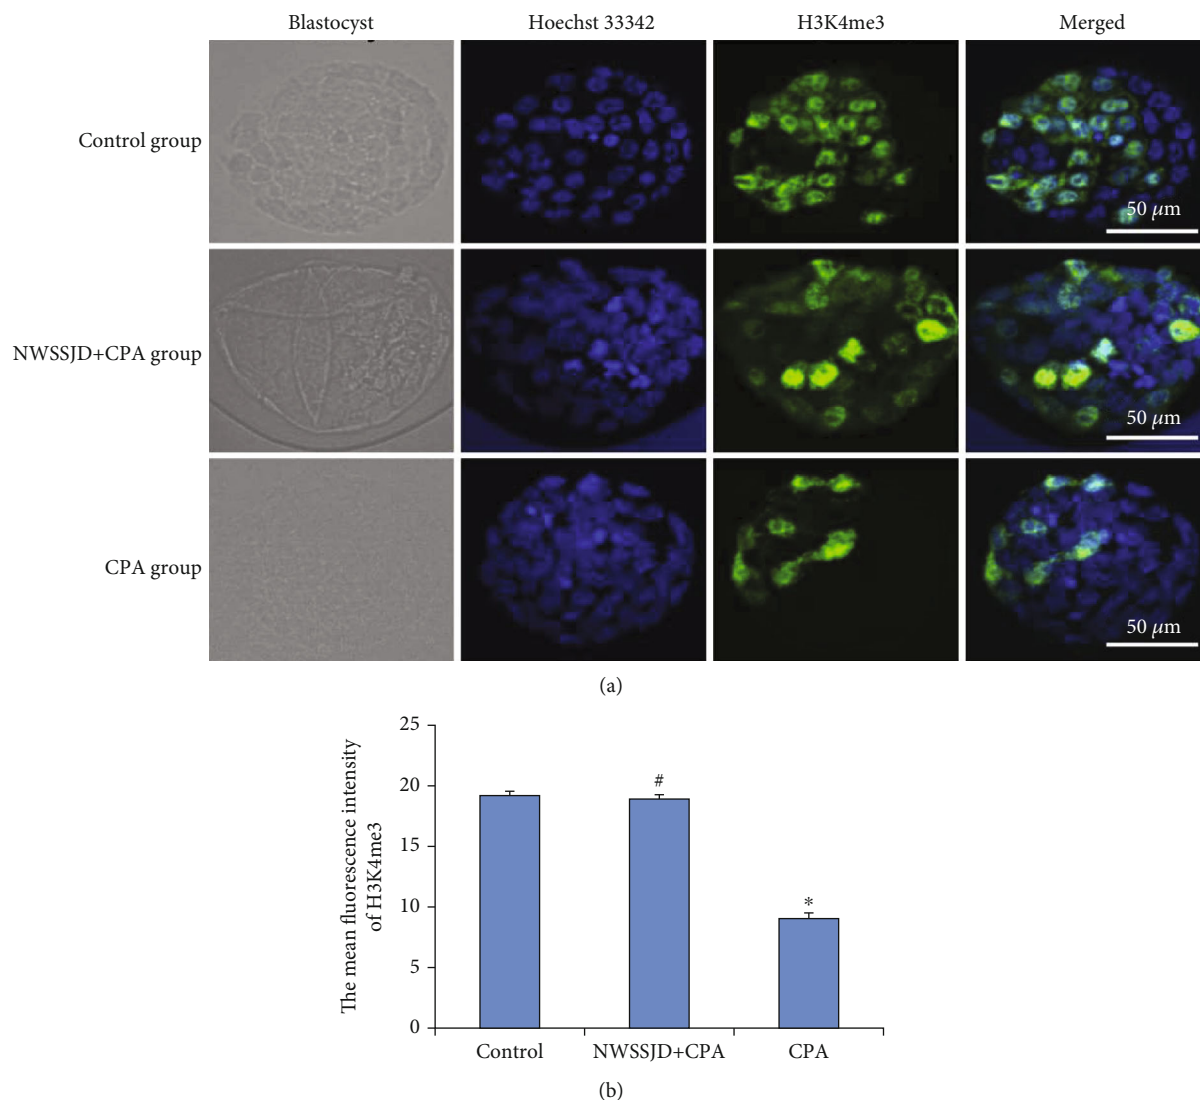 Blastocyst Hoechst 33342 H3K4me3 Merged
Control group
50 μm
NWSSJD+CPA group
50 μm
CPA group
50 μm
(a)
The mean fluorescence intensity
of H3K4me3
25
20
15
10
5
0
#
*
Control NWSSJD+CPA CPA
(b)